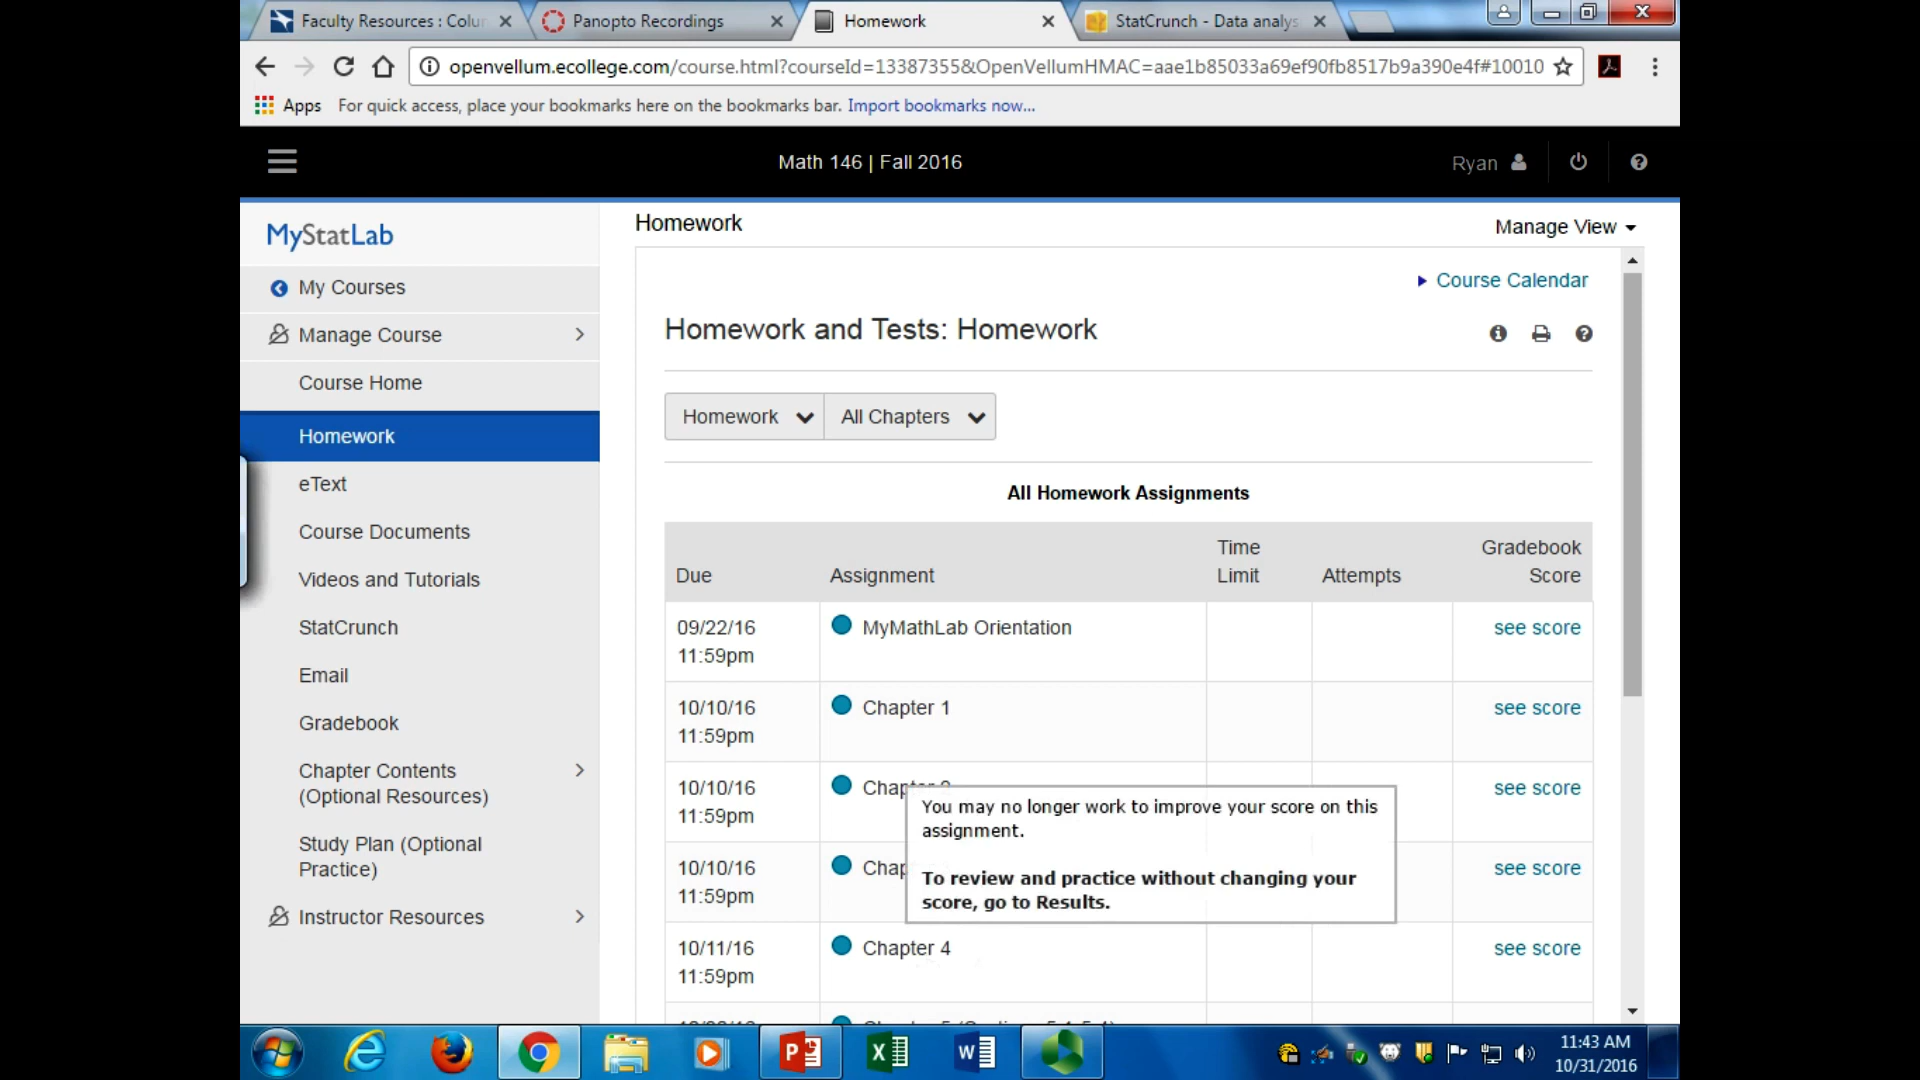 Faculty Resources : Colu
Panopto Recordings
Homework
StatCrunch - Data analys
openvellum.ecollege.com/course.html?courseId=13387355&OpenVellumHMAC=aae1b85033a69ef90fb8517b9a390e4f#10010
Apps For quick access, place your bookmarks here on the bookmarks bar. Import bookmarks now...
Math 146 | Fall 2016
Ryan
MyStatLab
My Courses
Manage Course
Course Home
Homework
eText
Course Documents
Videos and Tutorials
StatCrunch
Email
Gradebook
Chapter Contents
(Optional Resources)
Study Plan (Optional
Practice)
Instructor Resources
Homework
Manage View
Course Calendar
Homework and Tests: Homework
Homework All Chapters
All Homework Assignments
Time Gradebook
Due Assignment Limit Attempts Score
09/22/16 MyMathLab Orientation see score
11:59pm
10/10/16 Chapter 1 see score
11:59pm
10/10/16 Chapter see score
11:59pm
You may no longer work to improve your score on this
assignment.
10/10/16 Chap see score
11:59pm
To review and practice without changing your
score, go to Results.
10/11/16 Chapter 4 see score
11:59pm
11:43 AM
10/31/2016